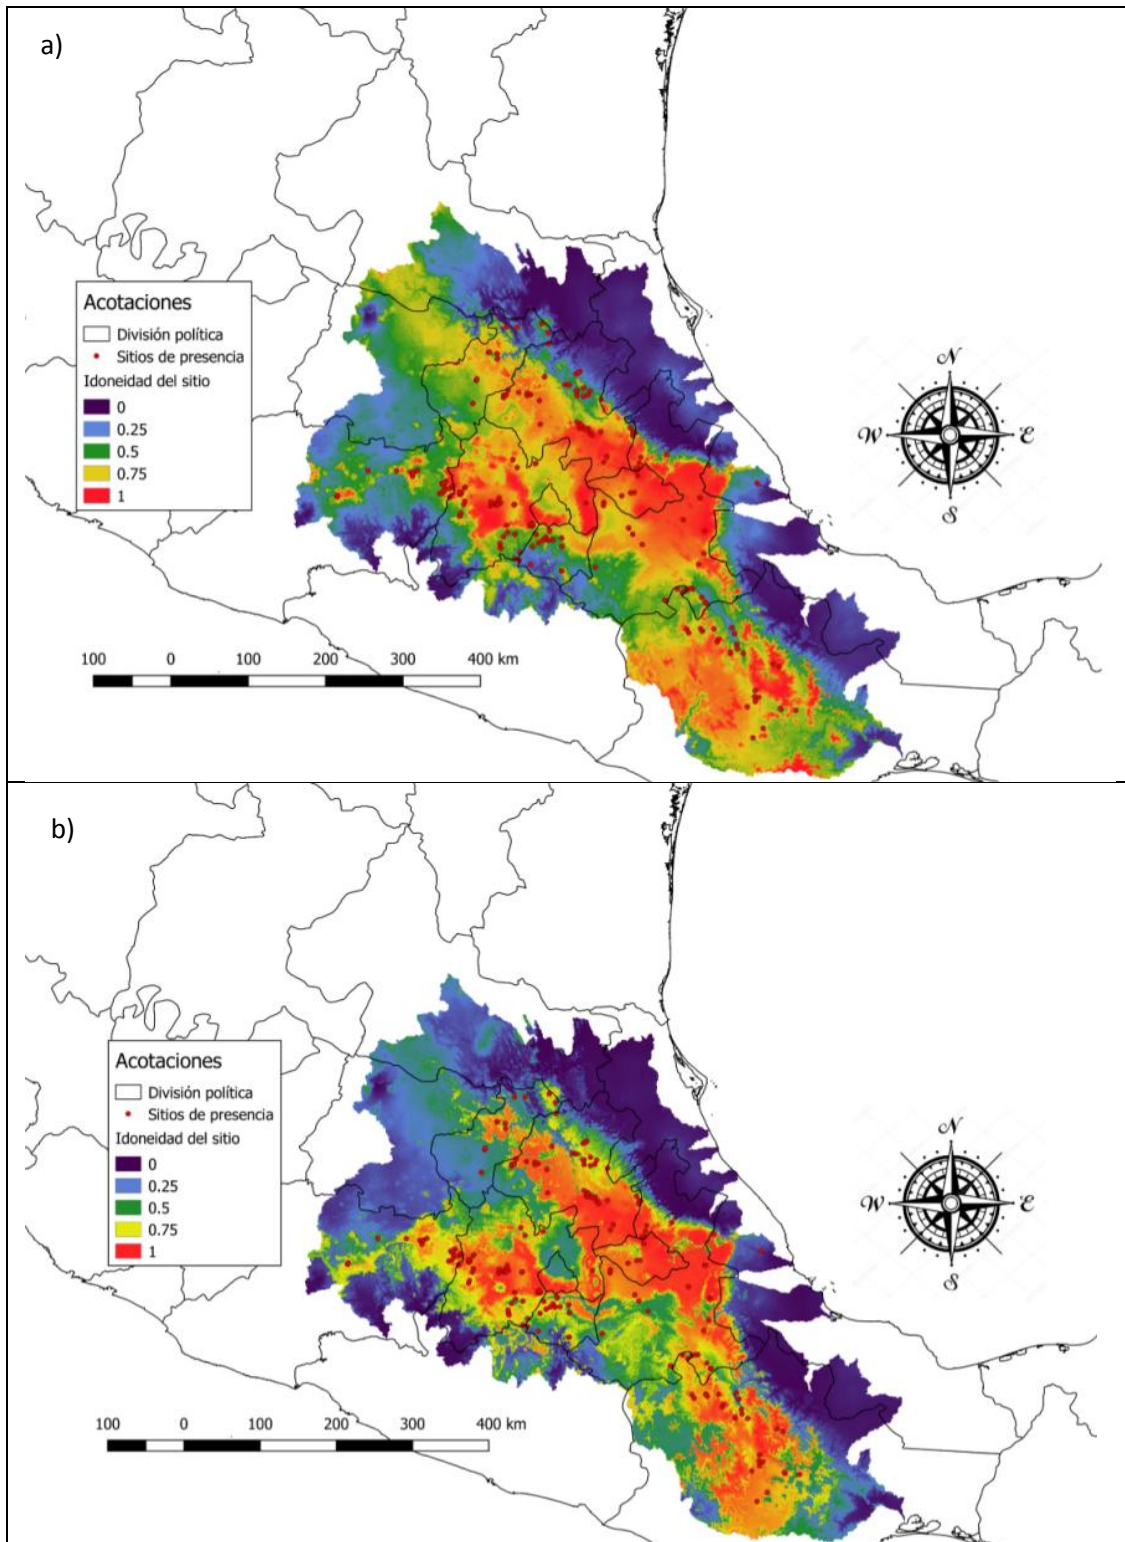 a)
Acotaciones
División política
Sitios de presencia
Idoneidad del sitio
0
0.25
0.5
0.75
1
N
W
E
S
100 0 100 200 300 400 km
b)
Acotaciones
División política
Sitios de presencia
Idoneidad del sitio
0
0.25
0.5
0.75
1
N
W
E
S
100 0 100 200 300 400 km